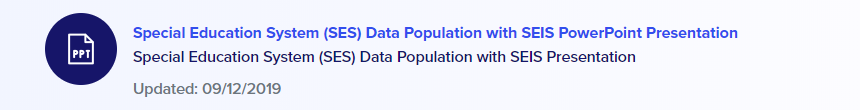 PPT
Special Education System (SES) Data Population with SEIS PowerPoint Presentation
Special Education System (SES) Data Population with SEIS Presentation
Updated: 09/12/2019